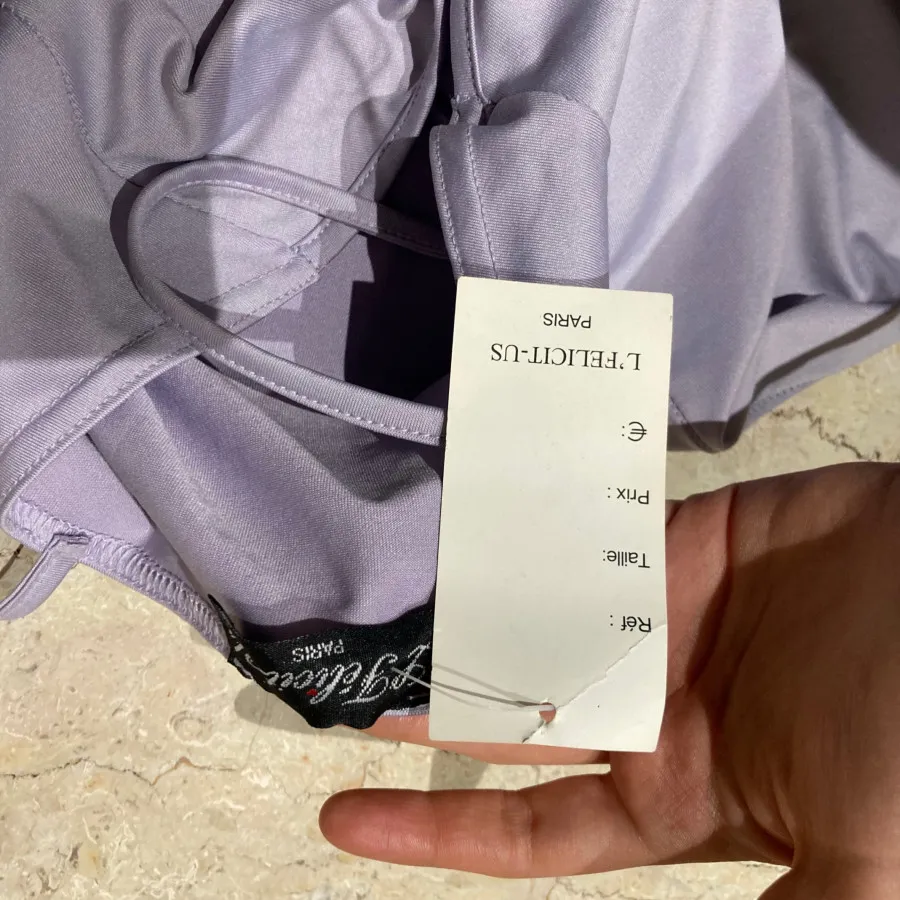 Réf :
Taille:
Prix :
€:
L'FELICIT-US
PARIS
PARIS